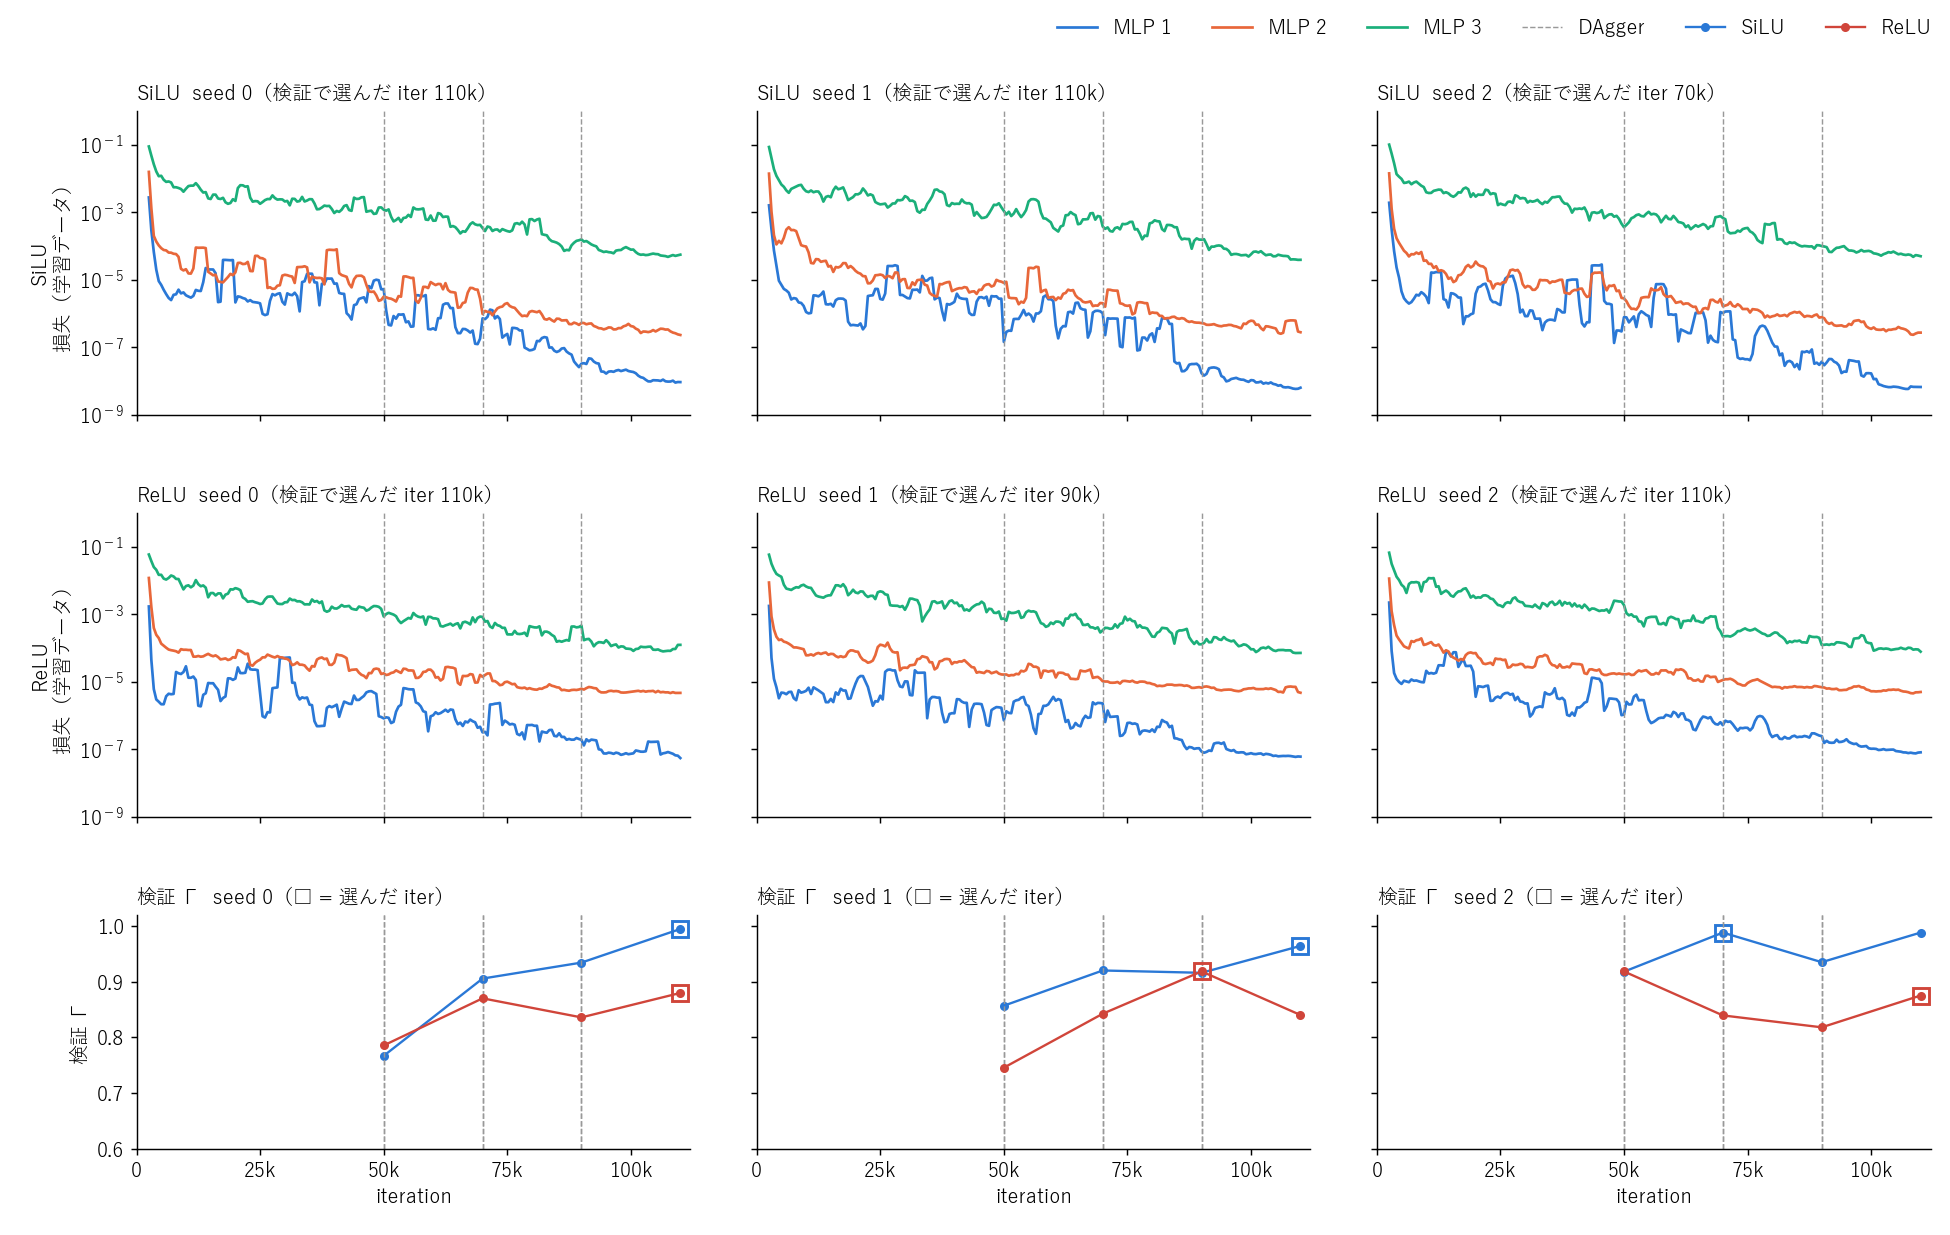 MLP 1 MLP 2 MLP 3 DAgger SiLU ReLU
SiLU seed 0（検証で選んだ iter 110k）
SiLU seed 1（検証で選んだ iter 110k）
SiLU seed 2（検証で選んだ iter 70k）
SiLU
損失（学習データ）
10⁻¹
10⁻³
10⁻⁵
10⁻⁷
10⁻⁹
ReLU seed 0（検証で選んだ iter 110k）
ReLU seed 1（検証で選んだ iter 90k）
ReLU seed 2（検証で選んだ iter 110k）
ReLU
損失（学習データ）
10⁻¹
10⁻³
10⁻⁵
10⁻⁷
10⁻⁹
検証 Γ seed 0（□ = 選んだ iter）
検証 Γ seed 1（□ = 選んだ iter）
検証 Γ seed 2（□ = 選んだ iter）
検証 Γ
1.0
0.9
0.8
0.7
0.6
0 25k 50k 75k 100k
0 25k 50k 75k 100k
0 25k 50k 75k 100k
iteration
iteration
iteration